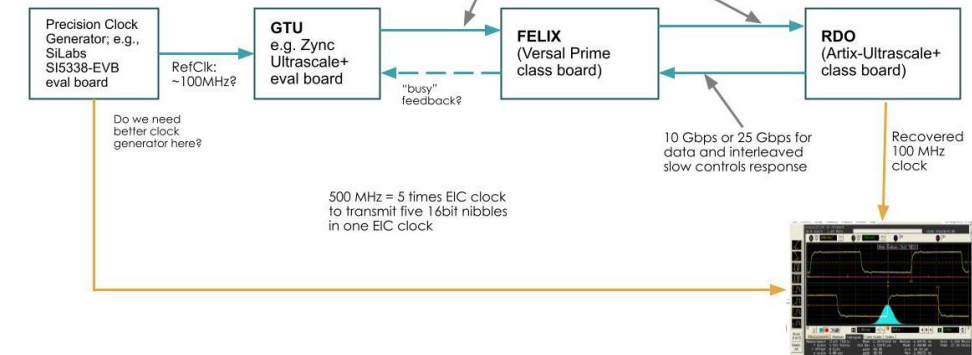 Precision Clock
Generator; e.g.,
SiLabs
SI5338-EVB
eval board
RefClk:
~100MHz?
GTU
e.g. Zync
Ultrascale+
eval board
"busy"
feedback?
FELIX
(Versal Prime
class board)
RDO
(Artix-Ultrascale+
class board)
Do we need
better clock
generator here?
10 Gbps or 25 Gbps for
data and interleaved
slow controls response
Recovered
100 MHz
clock
500 MHz = 5 times EIC clock
to transmit five 16bit nibbles
in one EIC clock